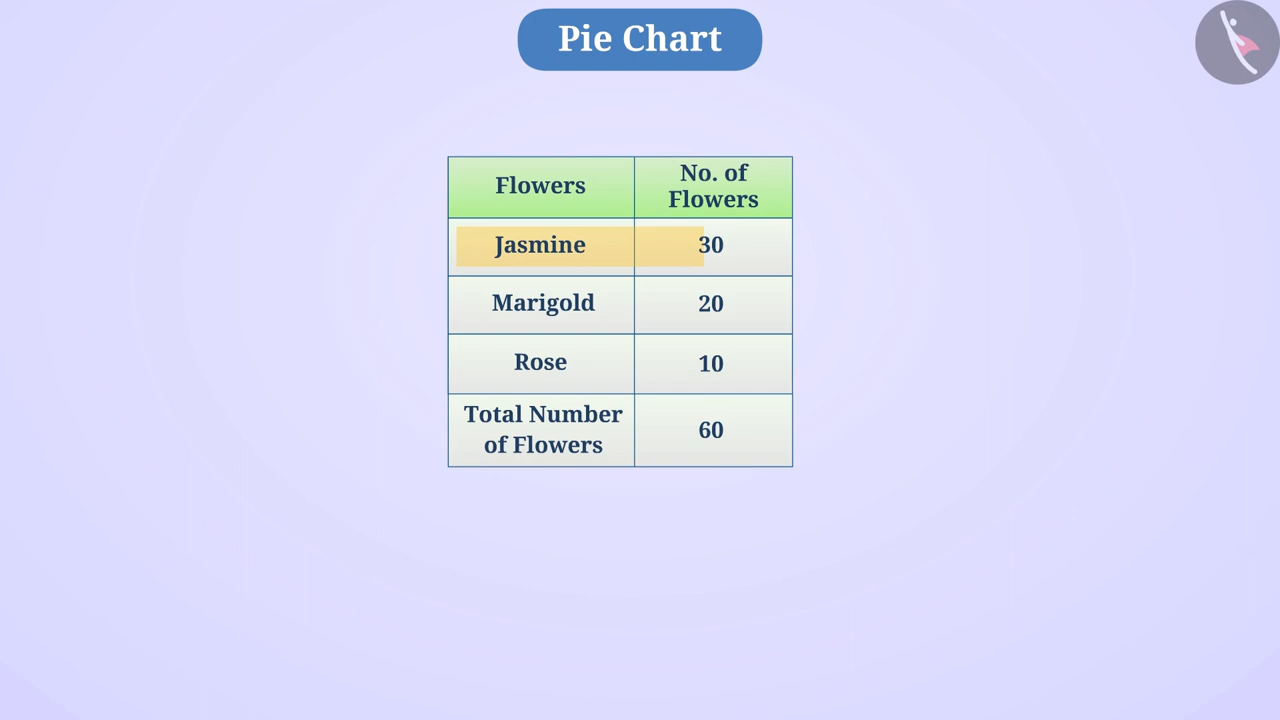 Pie Chart
Flowers
No. of
Flowers
Jasmine 30
Marigold 20
Rose 10
Total Number
of Flowers
60